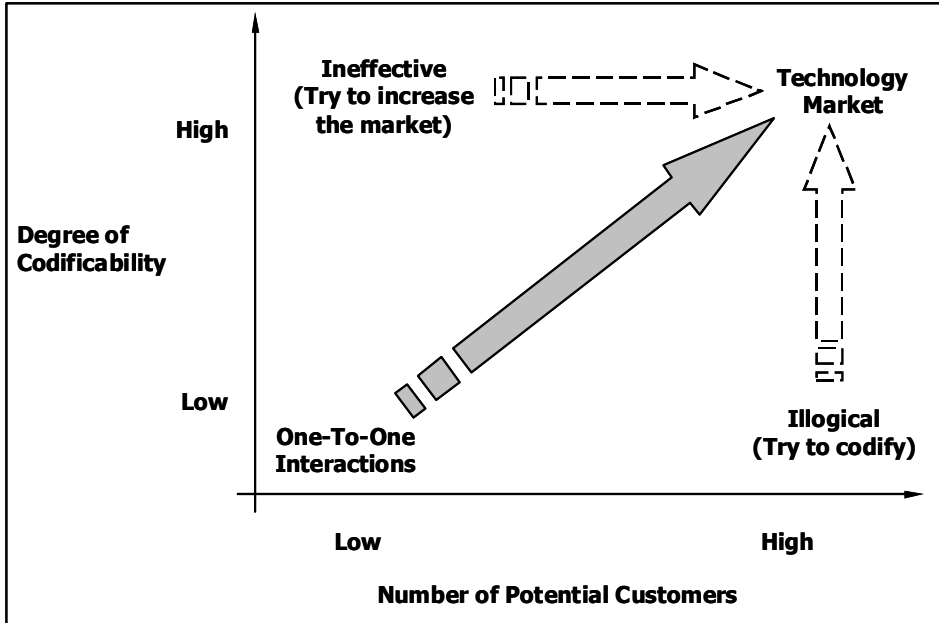 Ineffective
(Try to increase
the market)
Technology
Market
High
Degree of
Codificability
Low
One-To-One
Interactions
Illogical
(Try to codify)
Low
High
Number of Potential Customers